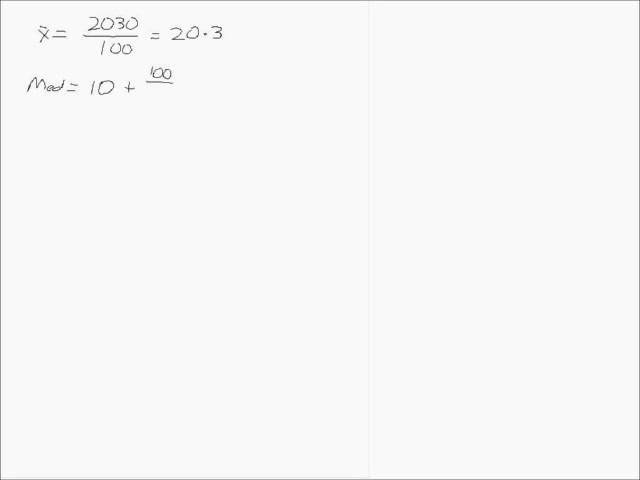 x̄ = 2030/100 = 20.3
Med = 10 + 100/